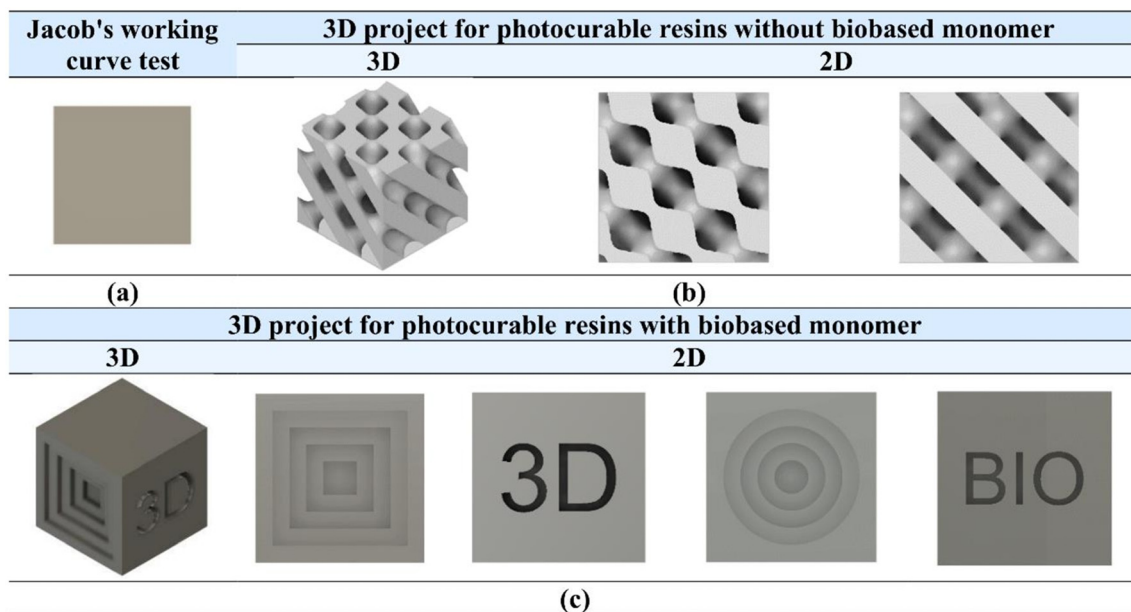 Jacob's working
curve test
3D project for photocurable resins without biobased monomer
3D
2D
(a)
(b)
3D project for photocurable resins with biobased monomer
3D
2D
3D
3D
BIO
(c)